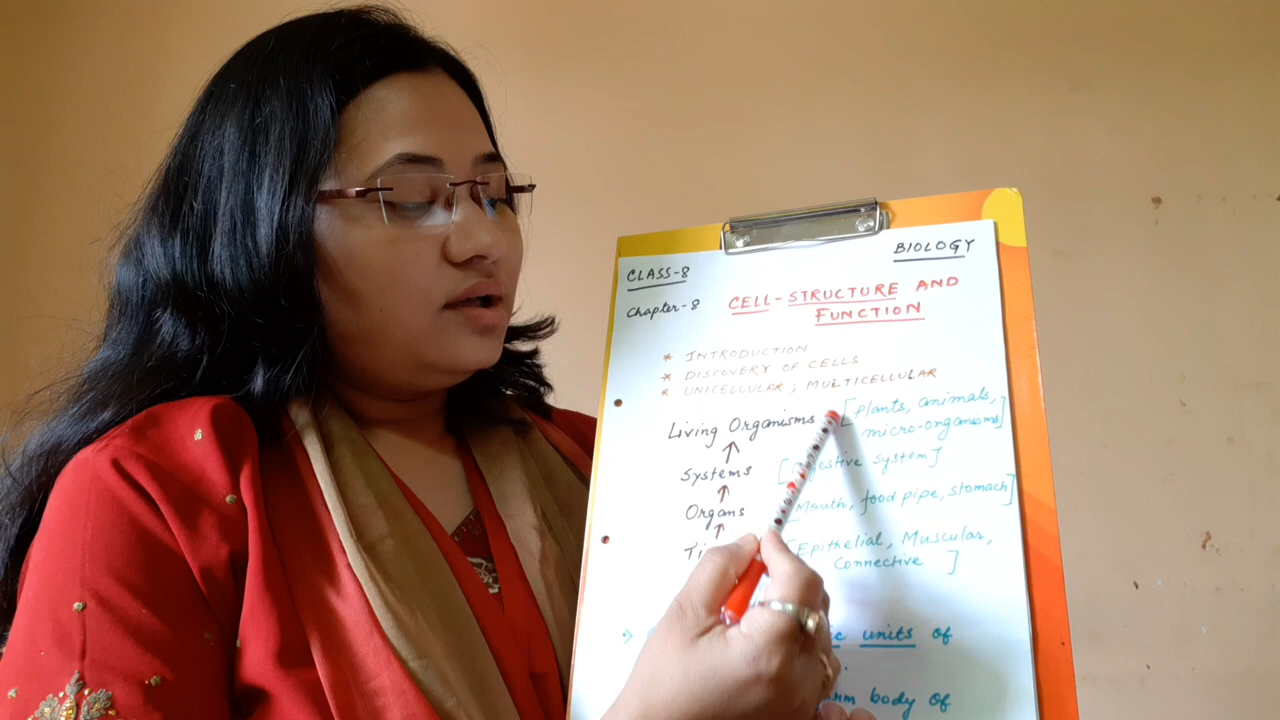 BIOLOGY
CLASS-8
Chapter-8
CELL-STRUCTURE AND
FUNCTION
* INTRODUCTION
* DISCOVERY OF CELLS
* UNICELLULAR ; MULTICELLULAR
Living Organisms [Plants, animals,
micro-organisms]
↑
Systems [Digestive system]
↑
Organs [Mouth, food pipe, stomach]
↑
[Epithelial, Muscular,
Connective ]
units of
body of